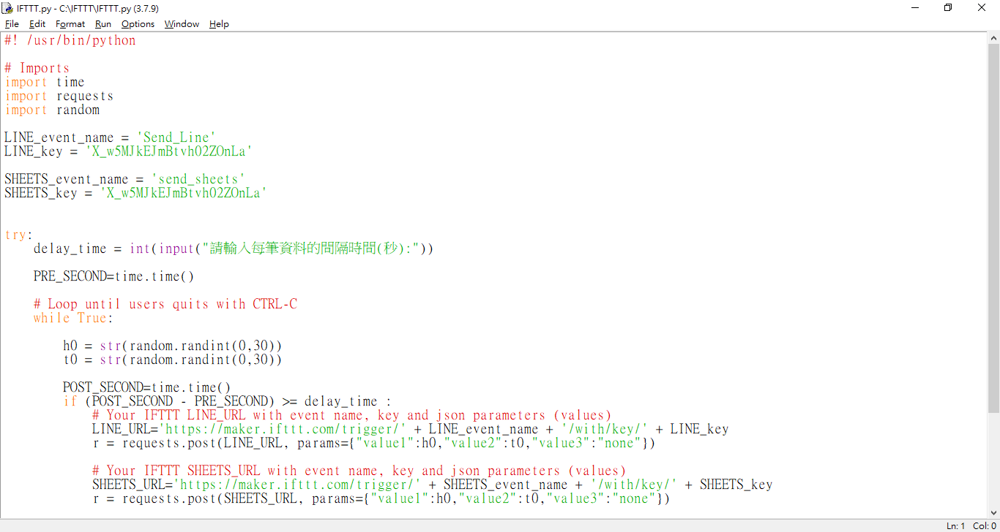 IFTTT.py - C:\IFTTT\IFTTT.py (3.7.9)
File Edit Format Run Options Window Help
#! /usr/bin/python
# Imports
import time
import requests
import random
LINE_event_name = 'Send_Line'
LINE_key = 'X_w5MJkEJmBtvh02ZOnLa'
SHEETS_event_name = 'send_sheets'
SHEETS_key = 'X_w5MJkEJmBtvh02ZOnLa'
try:
    delay_time = int(input("請輸入每筆資料的間隔時間(秒):"))
    PRE_SECOND=time.time()
    # Loop until users quits with CTRL-C
    while True:
        h0 = str(random.randint(0,30))
        t0 = str(random.randint(0,30))
        POST_SECOND=time.time()
        if (POST_SECOND - PRE_SECOND) >= delay_time :
            # Your IFTTT LINE_URL with event name, key and json parameters (values)
            LINE_URL='https://maker.ifttt.com/trigger/' + LINE_event_name + '/with/key/' + LINE_key
            r = requests.post(LINE_URL, params={"value1":h0,"value2":t0,"value3":"none"})
            # Your IFTTT SHEETS_URL with event name, key and json parameters (values)
            SHEETS_URL='https://maker.ifttt.com/trigger/' + SHEETS_event_name + '/with/key/' + SHEETS_key
            r = requests.post(SHEETS_URL, params={"value1":h0,"value2":t0,"value3":"none"})
Ln: 1 Col: 0